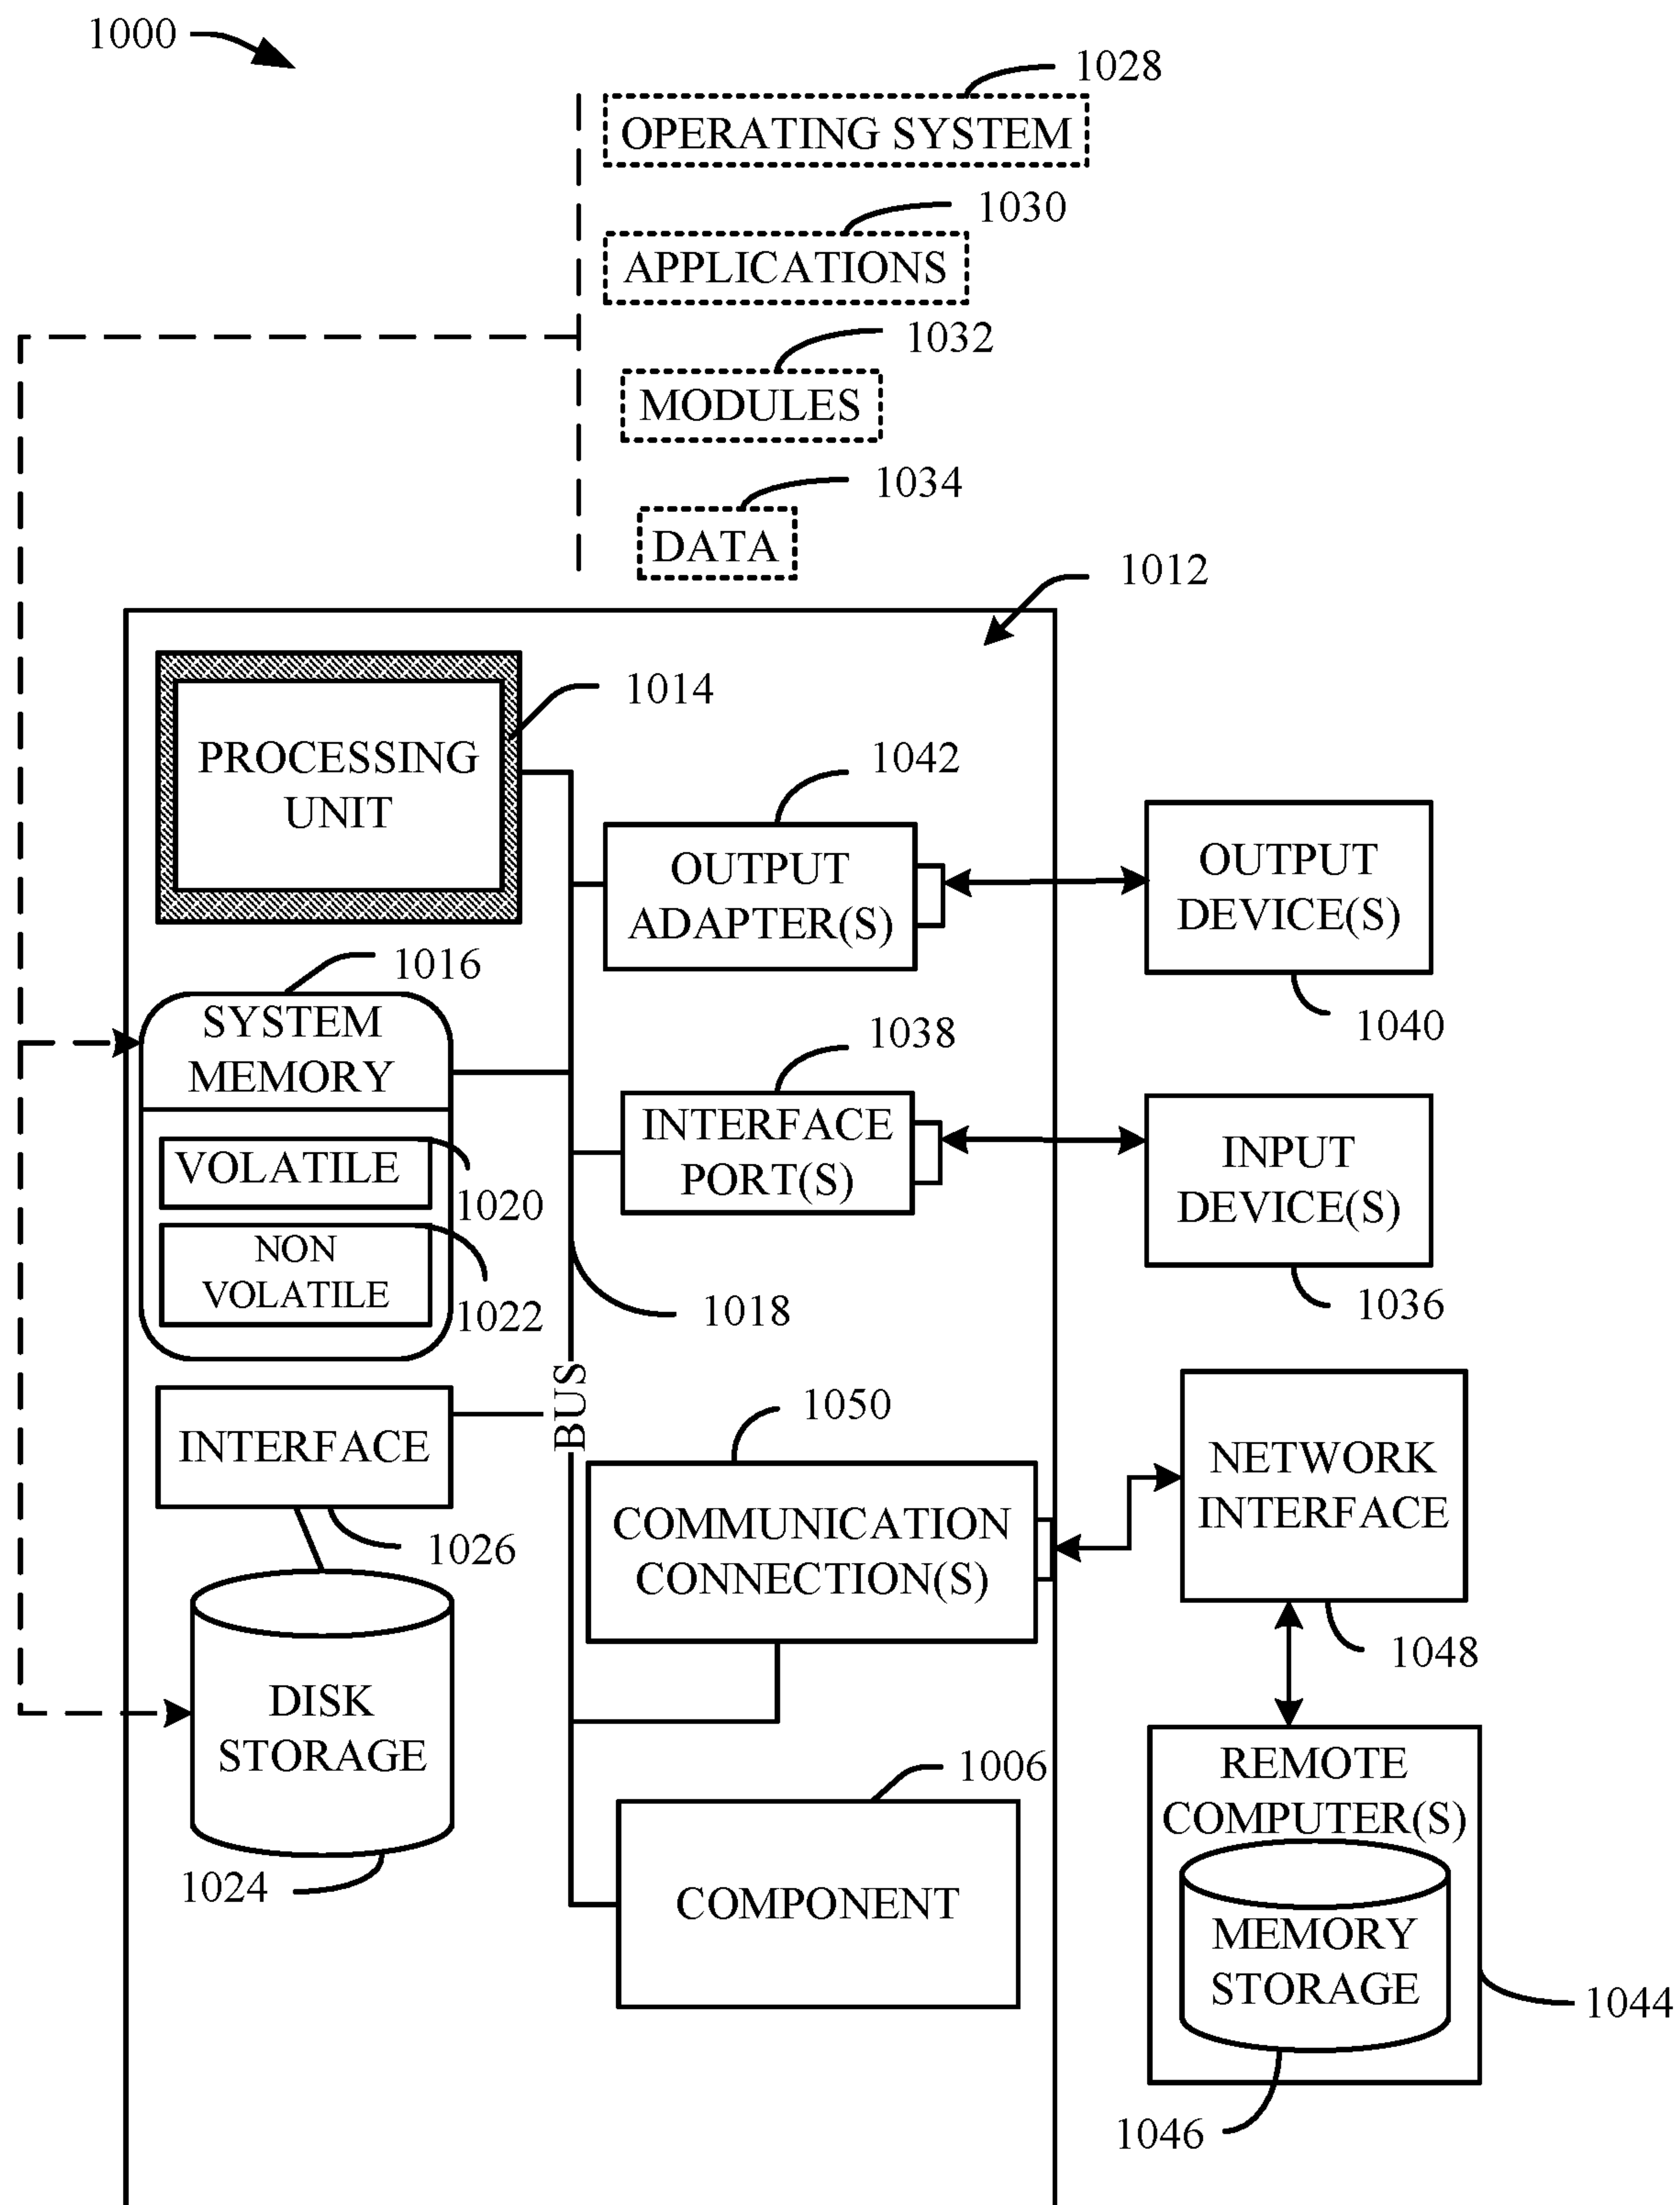 1000
1028
OPERATING SYSTEM
1030
APPLICATIONS
1032
MODULES
1034
DATA
1012
1014
PROCESSING
UNIT
1042
OUTPUT
ADAPTER(S)
OUTPUT
DEVICE(S)
1040
1016
SYSTEM
MEMORY
VOLATILE
1020
NON
VOLATILE
1022
1038
INTERFACE
PORT(S)
INPUT
DEVICE(S)
1036
1018
BUS
INTERFACE
1026
1050
COMMUNICATION
CONNECTION(S)
NETWORK
INTERFACE
1048
DISK
STORAGE
1024
1006
COMPONENT
REMOTE
COMPUTER(S)
MEMORY
STORAGE
1044
1046